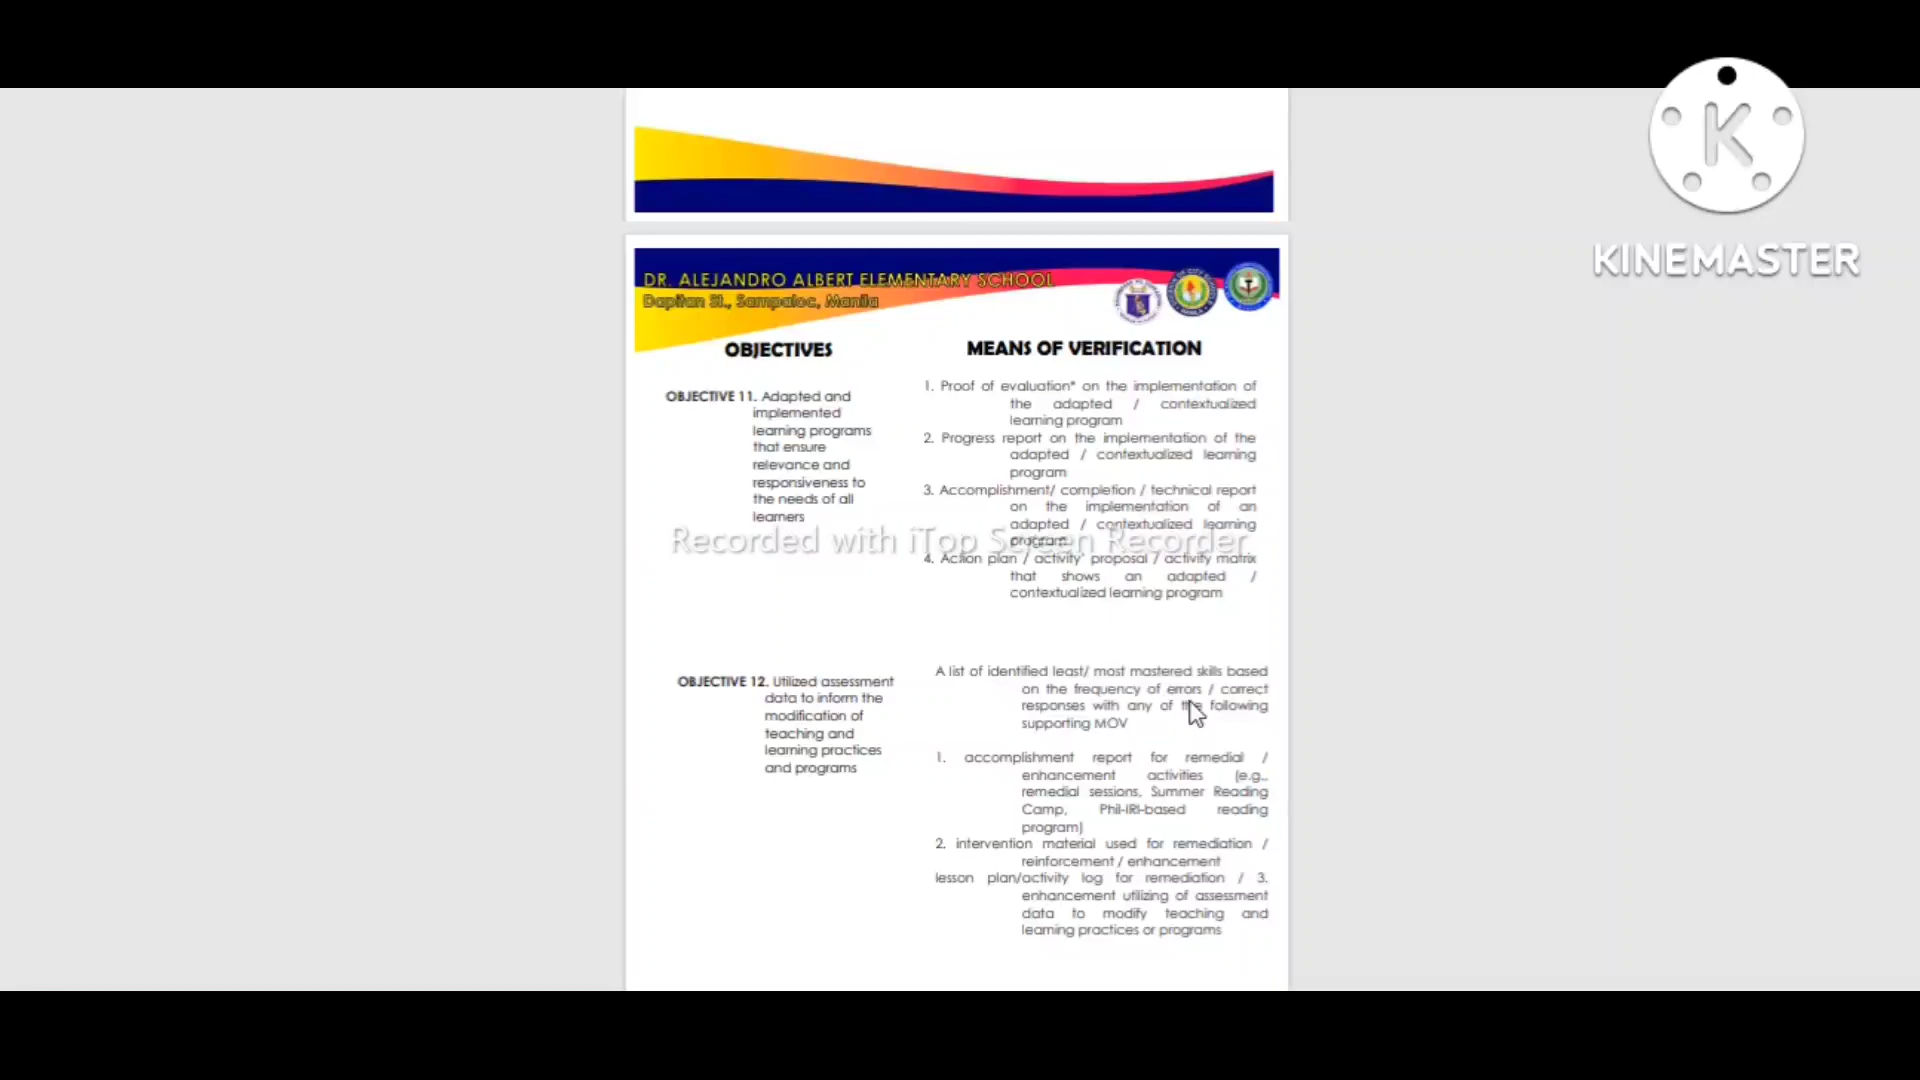 K
KINEMASTER
DR. ALEJANDRO ALBERT ELEMENTARY SCHOOL
Dapitan St., Sampaloc, Manila
OBJECTIVES
MEANS OF VERIFICATION
OBJECTIVE 11. Adapted and
implemented
learning programs
that ensure
relevance and
responsiveness to
the needs of all
learners
1. Proof of evaluation* on the implementation of
the adapted / contextualized
learning program
2. Progress report on the implementation of the
adapted / contextualized learning
program
3. Accomplishment/ completion / technical report
on the implementation of an
adapted / contextualized learning
program
4. Action plan / activity proposal / activity matrix
that shows an adapted /
contextualized learning program
Recorded with iTop Screen Recorder
OBJECTIVE 12. Utilized assessment
data to inform the
modification of
teaching and
learning practices
and programs
A list of identified least/ most mastered skills based
on the frequency of errors / correct
responses with any of the following
supporting MOV
1. accomplishment report for remedial /
enhancement activities (e.g.,
remedial sessions, Summer Reading
Camp, Phil-IRI-based reading
program)
2. intervention material used for remediation /
reinforcement / enhancement
lesson plan/activity log for remediation / 3.
enhancement utilizing of assessment
data to modify teaching and
learning practices or programs